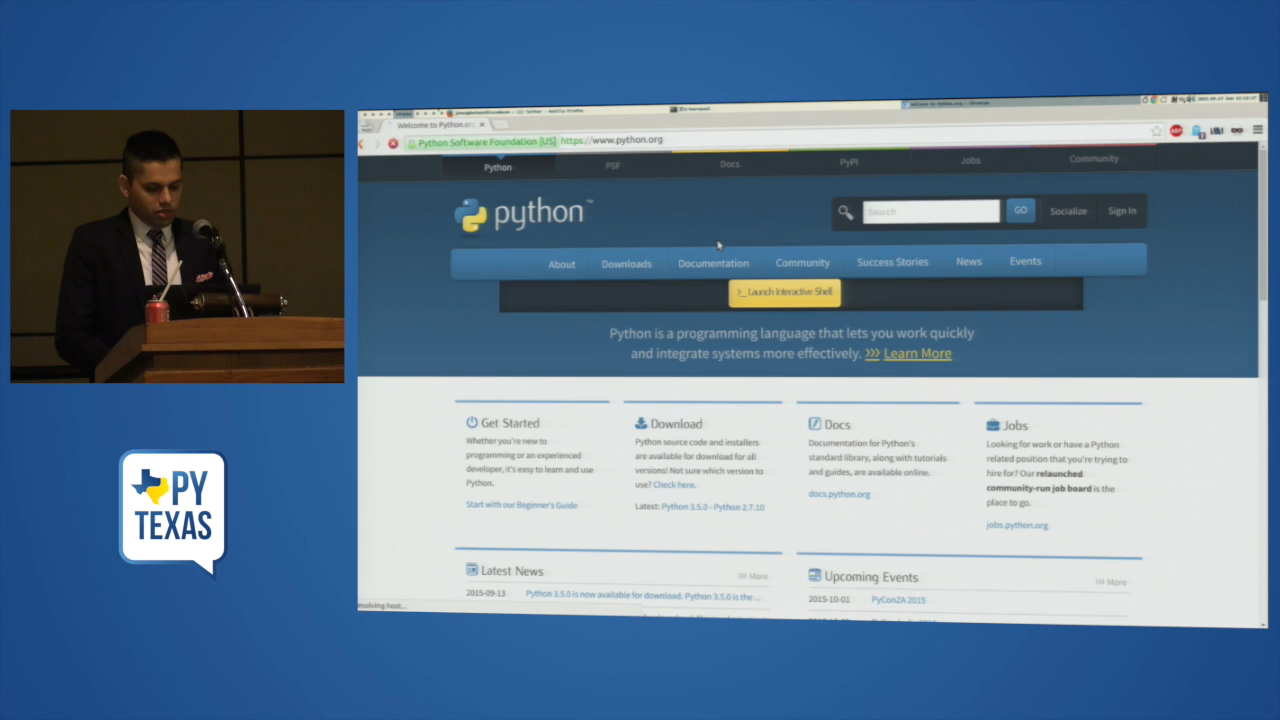 Welcome to Python.org
Python Software Foundation [US] https://www.python.org
Python
PSF
Docs
PyPI
Jobs
Community
python
Search
GO
Socialize
Sign In
About
Downloads
Documentation
Community
Success Stories
News
Events
>_ Launch Interactive Shell
Python is a programming language that lets you work quickly
and integrate systems more effectively. >>> Learn More
Get Started
Whether you're new to
programming or an experienced
developer, it's easy to learn and use
Python.
Start with our Beginner's Guide
Download
Python source code and installers
are available for download for all
versions! Not sure which version to
use? Check here.
Latest: Python 3.5.0 - Python 2.7.10
Docs
Documentation for Python's
standard library, along with tutorials
and guides, are available online.
docs.python.org
Jobs
Looking for work or have a Python
related position that you're trying to
hire for? Our relaunched
community-run job board is the
place to go.
jobs.python.org
Latest News
>>> More
2015-09-13 Python 3.5.0 is now available for download. Python 3.5.0 is the...
Upcoming Events
>>> More
2015-10-01 PyConZA 2015
esolving host...
PY
TEXAS